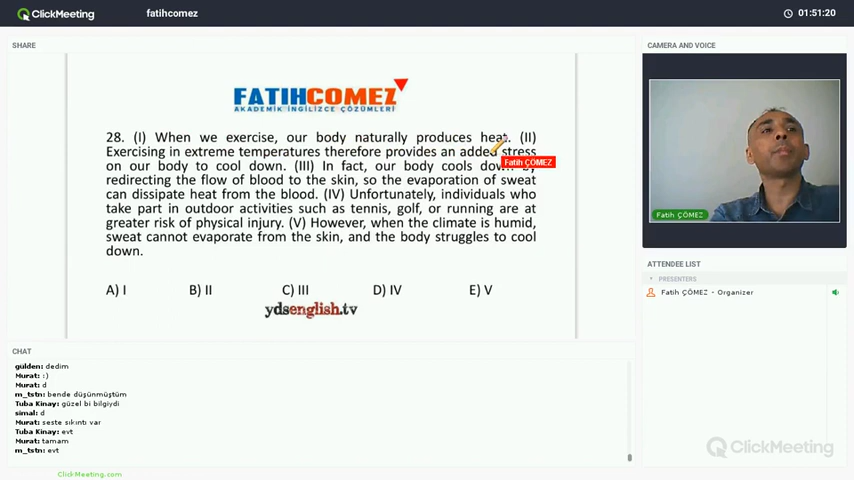 ClickMeeting
fatihcomez
01:51:20
SHARE
CAMERA AND VOICE
FATIHCOMEZ
AKADEMİK İNGİLİZCE ÇÖZÜMLERİ
28. (I) When we exercise, our body naturally produces heat. (II)
Exercising in extreme temperatures therefore provides an added stress
Fatih ÇÖMEZ
on our body to cool down. (III) In fact, our body cools down by
redirecting the flow of blood to the skin, so the evaporation of sweat
can dissipate heat from the blood. (IV) Unfortunately, individuals who
take part in outdoor activities such as tennis, golf, or running are at
greater risk of physical injury. (V) However, when the climate is humid,
sweat cannot evaporate from the skin, and the body struggles to cool
down.
A) I B) II C) III D) IV E) V
ydsenglish.tv
Fatih ÇÖMEZ
ATTENDEE LIST
PRESENTERS
Fatih ÇÖMEZ - Organizer
CHAT
gülden: dedim
Murat: :)
Murat: d
m_tstn: bende düşünmüştüm
Tuba Kinay: güzel bi bilgiydi
simal: d
Murat: seste sıkıntı var
Tuba Kinay: evt
Murat: tamam
m_tstn: evt
ClickMeeting
ClickMeeting.com